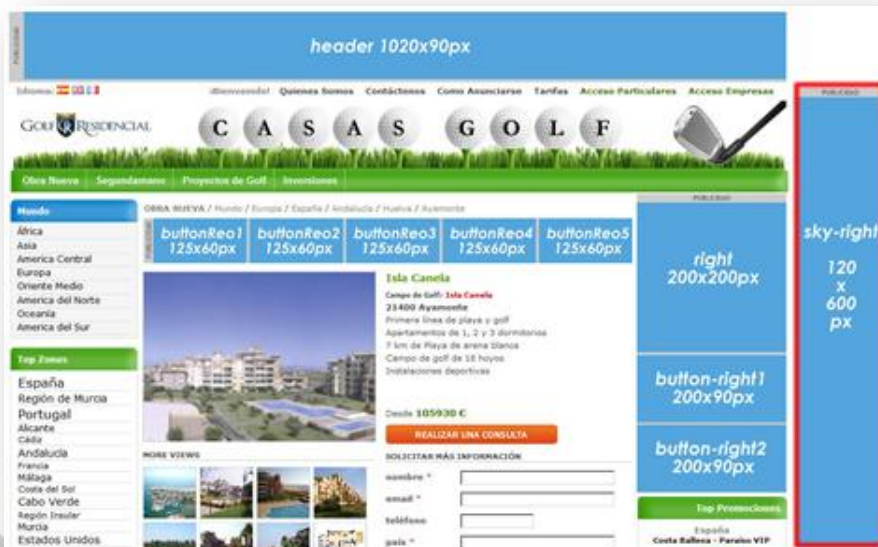 PUBLICIDAD
header 1020x90px
Idioma:
¡Bienvenido! Quienes Somos Contáctenos Como Anunciarse Tarifas Acceso Particulares Acceso Empresas
PUBLICIDAD
GOLF RESIDENCIAL
CASAS GOLF
Obra Nueva Segundamano Proyectos de Golf Inversiones
PUBLICIDAD
Mundo
África
Asia
America Central
Europa
Oriente Medio
America del Norte
Oceanía
America del Sur
Top Zonas
España
Región de Murcia
Portugal
Alicante
Cádiz
Andalucía
Francia
Málaga
Costa del Sol
Cabo Verde
Región Insular
Murcia
Estados Unidos
OBRA NUEVA / Mundo / Europa / España / Andalucía / Huelva / Ayamonte
PUBLICIDAD
buttonReo1
125x60px
buttonReo2
125x60px
buttonReo3
125x60px
buttonReo4
125x60px
buttonReo5
125x60px
Isla Canela
Campo de Golf: Isla Canela
21400 Ayamonte
Primera línea de playa y golf
Apartamentos de 1, 2 y 3 dormitorios
7 km de Playa de arena blanca
Campo de golf de 18 hoyos
Instalaciones deportivas
Desde 105930 €
REALIZAR UNA CONSULTA
MORE VIEWS
SOLICITAR MÁS INFORMACIÓN
nombre *
email *
teléfono
país *
right
200x200px
button-right1
200x90px
button-right2
200x90px
Top Promociones
España
Costa Ballena - Paraiso VIP
sky-right
120
x
600
px